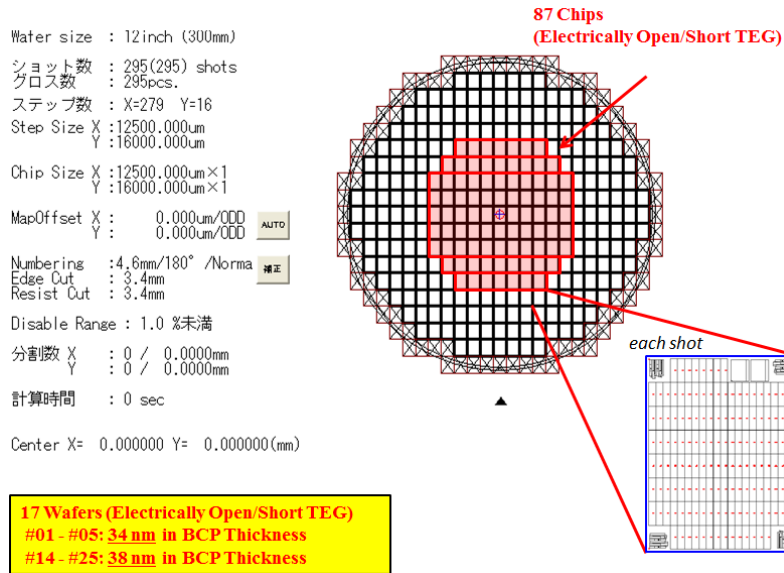 Wafer size : 12inch (300mm)
ショット数 : 295(295) shots
グロス数 : 295pcs.
ステップ数 : X=279 Y=16
Step Size X :12500.000um
Y :16000.000um
Chip Size X :12500.000um×1
Y :16000.000um×1
MapOffset X : 0.000um/ODD
Y : 0.000um/ODD
AUTO
Numbering :4.6mm/180° /Norma
補正
Edge Cut : 3.4mm
Resist Cut : 3.4mm
Disable Range : 1.0 %未満
分割数 X : 0 / 0.0000mm
Y : 0 / 0.0000mm
計算時間 : 0 sec
Center X= 0.000000 Y= 0.000000(mm)
87 Chips
(Electrically Open/Short TEG)
each shot
17 Wafers (Electrically Open/Short TEG)
#01 - #05: 34 nm in BCP Thickness
#14 - #25: 38 nm in BCP Thickness